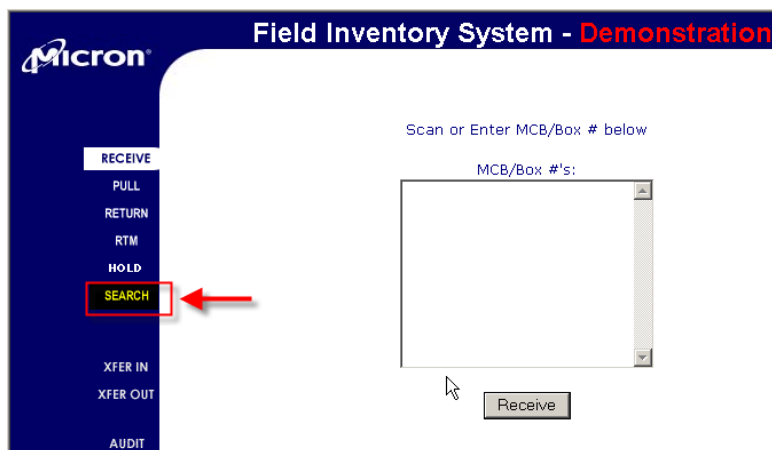 Micron®
Field Inventory System - Demonstration
Scan or Enter MCB/Box # below
MCB/Box #'s:
RECEIVE
PULL
RETURN
RTM
HOLD
SEARCH
XFER IN
XFER OUT
AUDIT
Receive